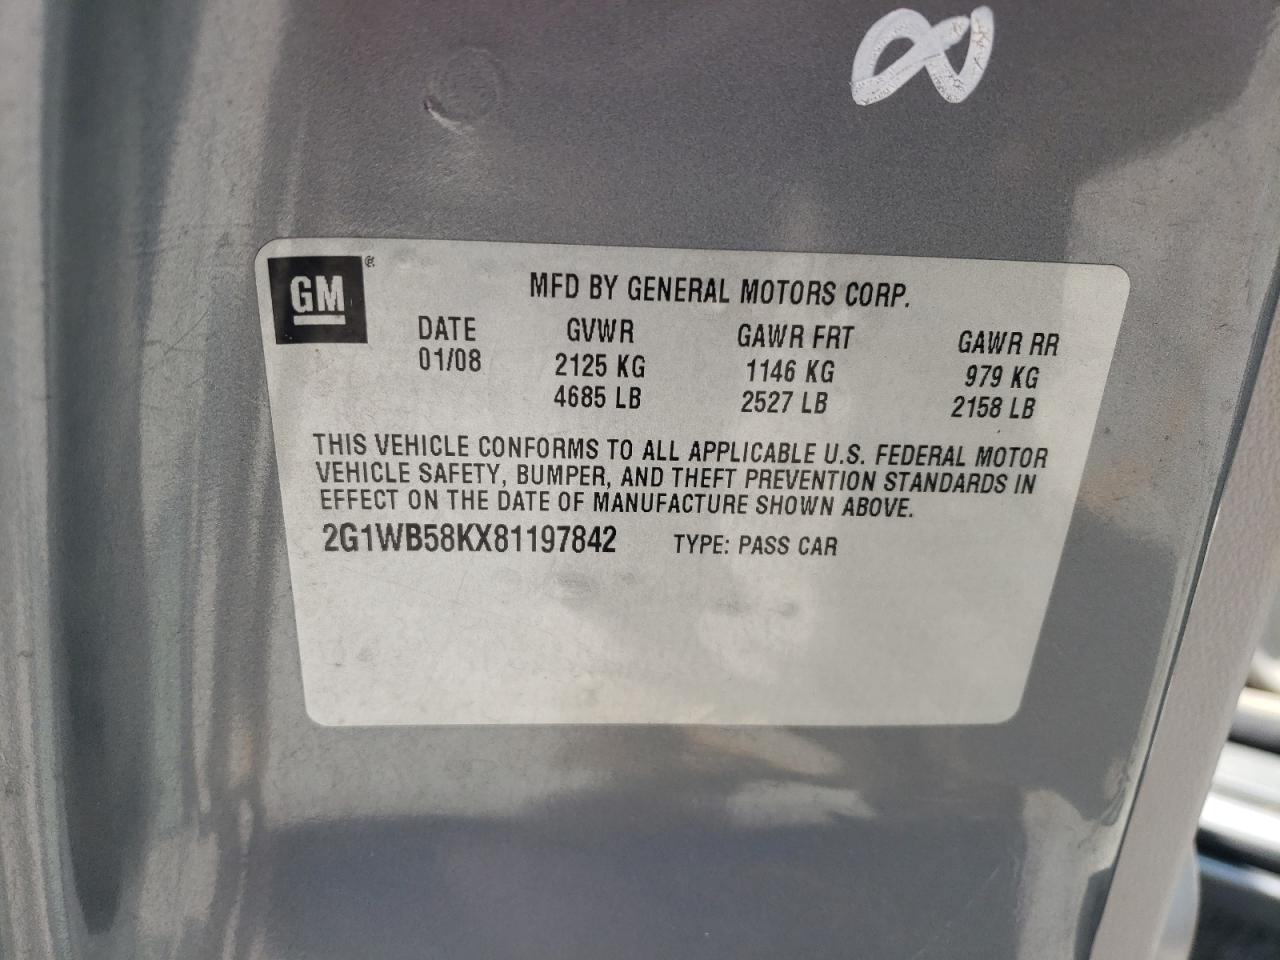 GM®
MFD BY GENERAL MOTORS CORP.
DATE GVWR GAWR FRT GAWR RR
01/08 2125 KG 1146 KG 979 KG
4685 LB 2527 LB 2158 LB
THIS VEHICLE CONFORMS TO ALL APPLICABLE U.S. FEDERAL MOTOR
VEHICLE SAFETY, BUMPER, AND THEFT PREVENTION STANDARDS IN
EFFECT ON THE DATE OF MANUFACTURE SHOWN ABOVE.
2G1WB58KX81197842 TYPE: PASS CAR